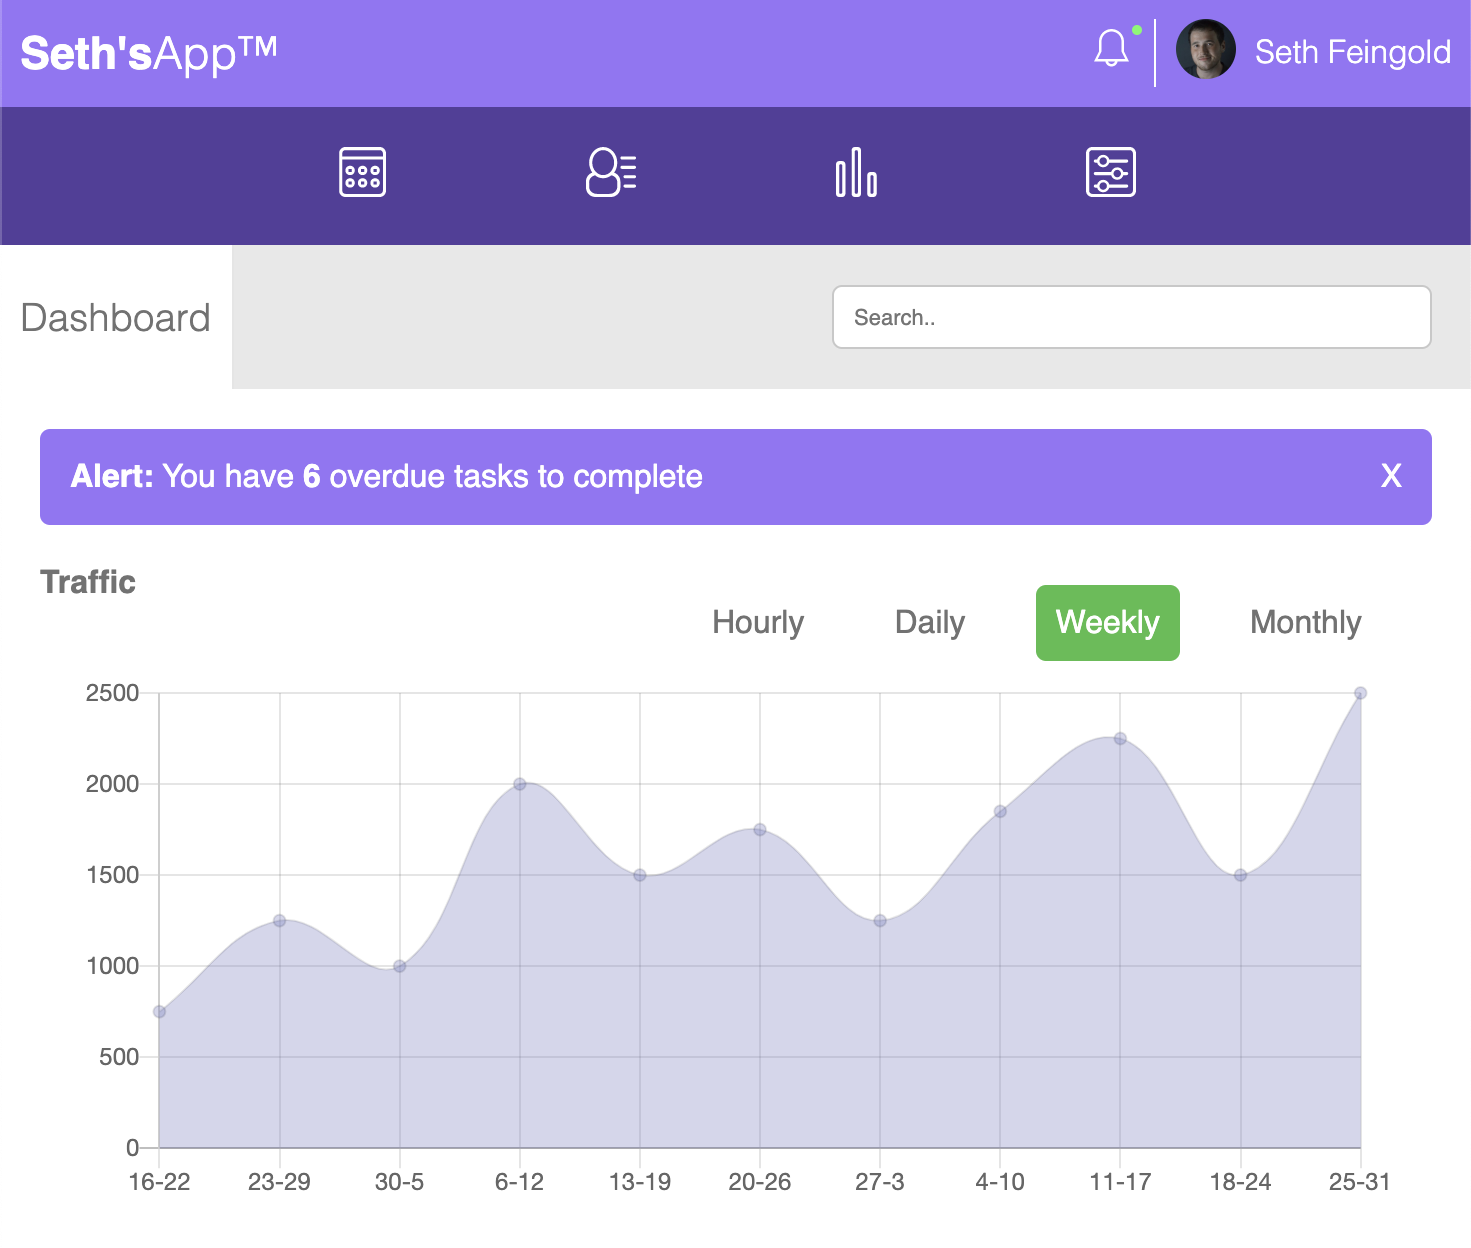 Seth'sApp™
Seth Feingold
Dashboard
Search..
Alert: You have 6 overdue tasks to complete X
Traffic
Hourly Daily Weekly Monthly
2500
2000
1500
1000
500
0
16-22 23-29 30-5 6-12 13-19 20-26 27-3 4-10 11-17 18-24 25-31